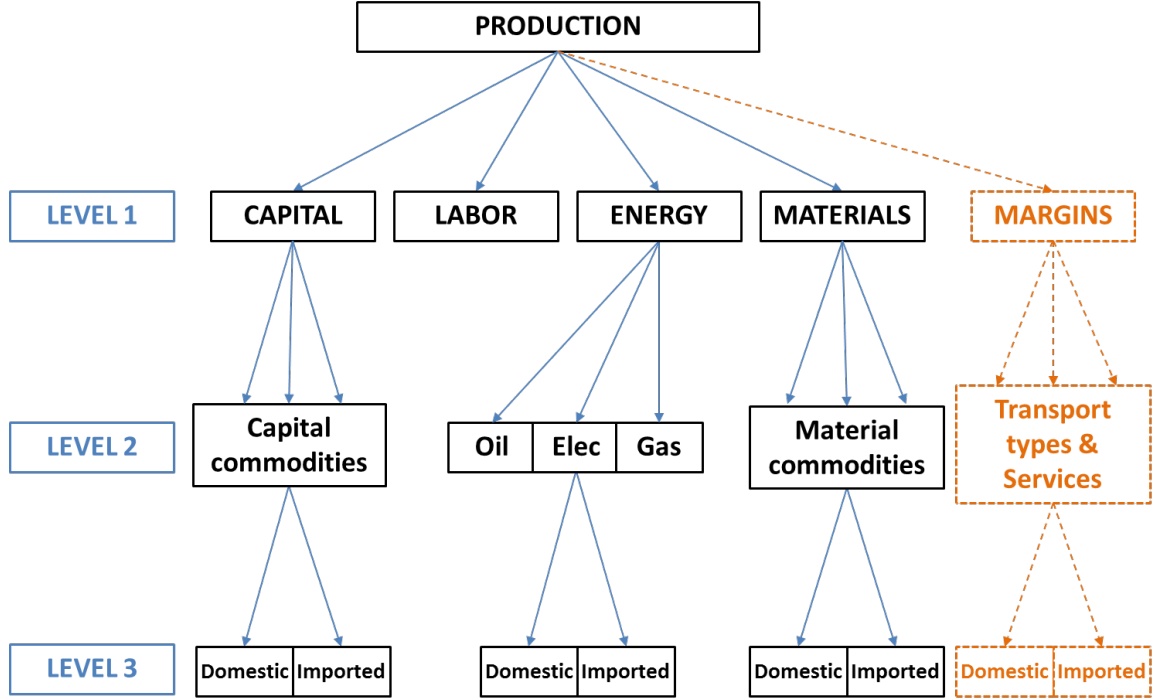 PRODUCTION
LEVEL 1
CAPITAL
LABOR
ENERGY
MATERIALS
MARGINS
LEVEL 2
Capital
commodities
Oil
Elec
Gas
Material
commodities
Transport
types &
Services
LEVEL 3
Domestic
Imported
Domestic
Imported
Domestic
Imported
Domestic
Imported